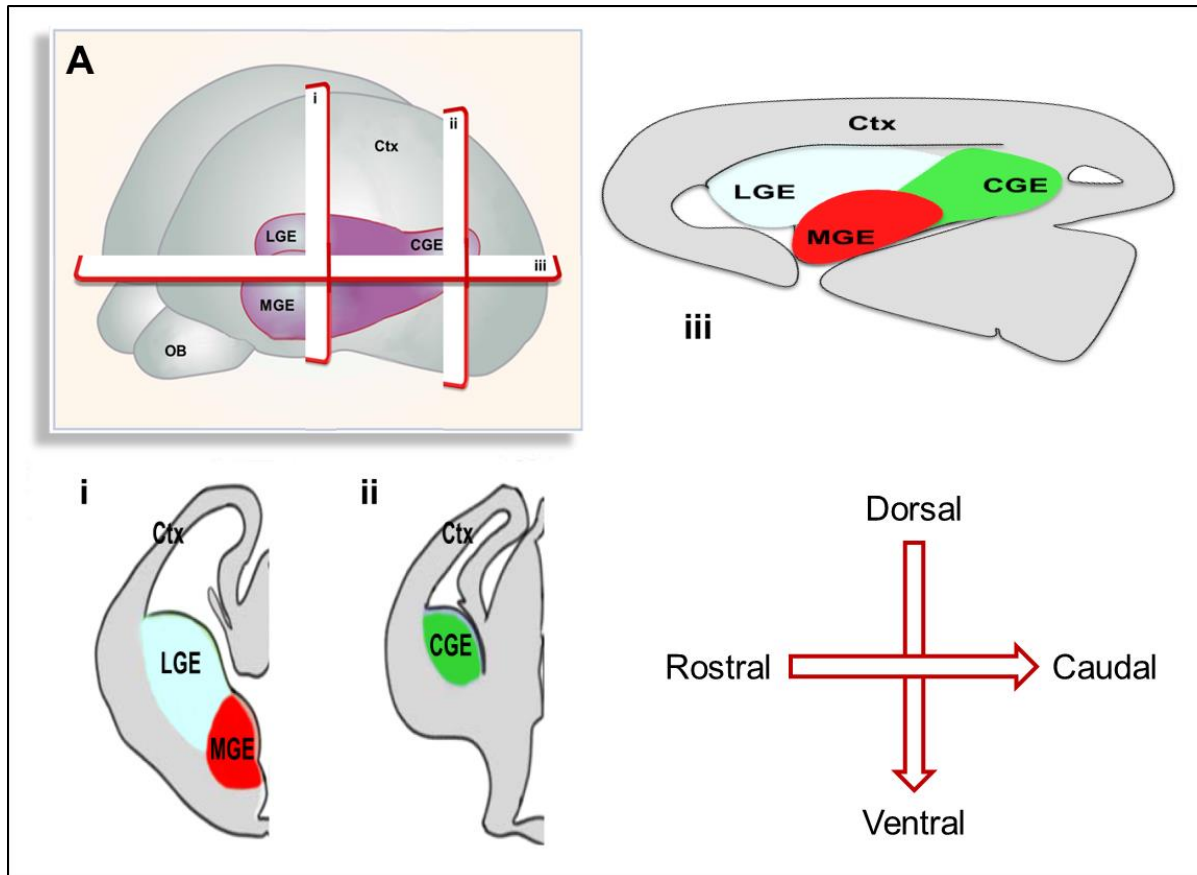 A
i
ii
Ctx
LGE
CGE
iii
MGE
OB
Ctx
LGE
CGE
MGE
iii
i
Ctx
LGE
MGE
ii
Ctx
CGE
Dorsal
Rostral
Caudal
Ventral